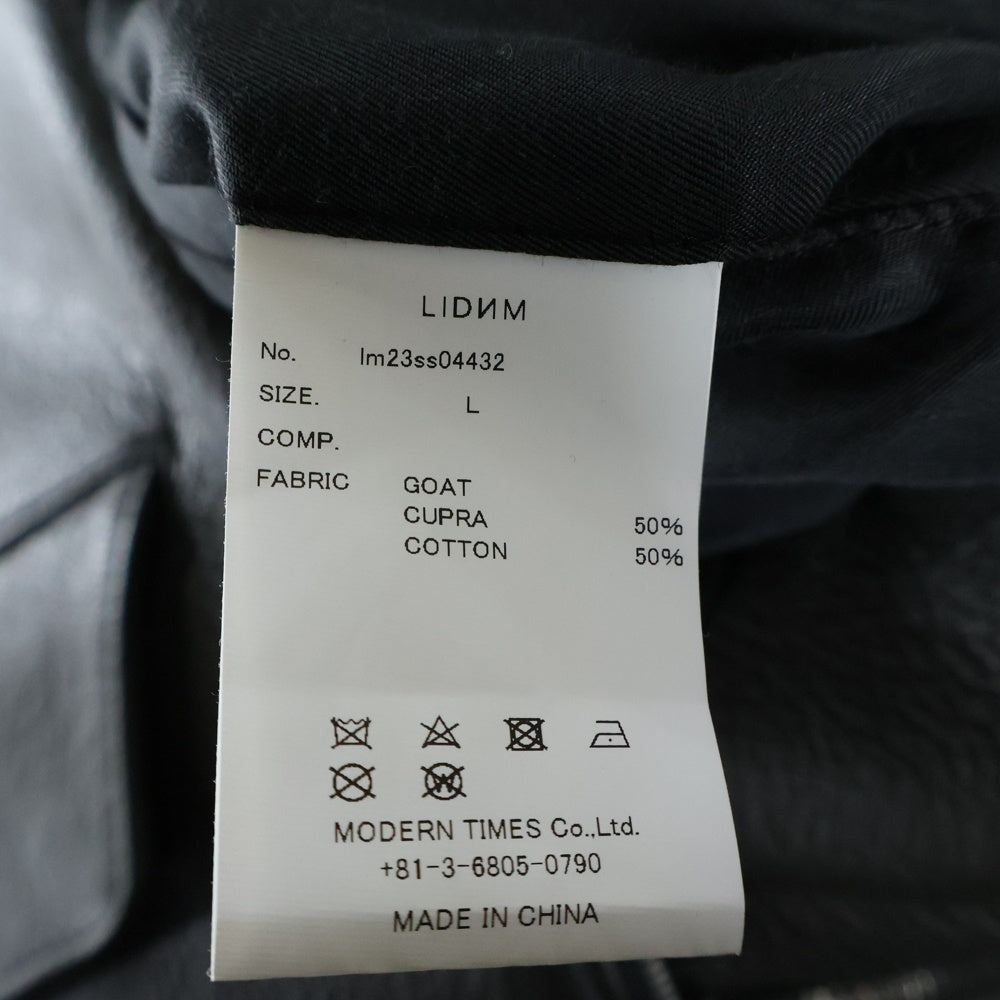 LIDИM
No. lm23ss04432
SIZE. L
COMP.
FABRIC GOAT
CUPRA 50%
COTTON 50%
W
MODERN TIMES Co.,Ltd.
+81-3-6805-0790
MADE IN CHINA